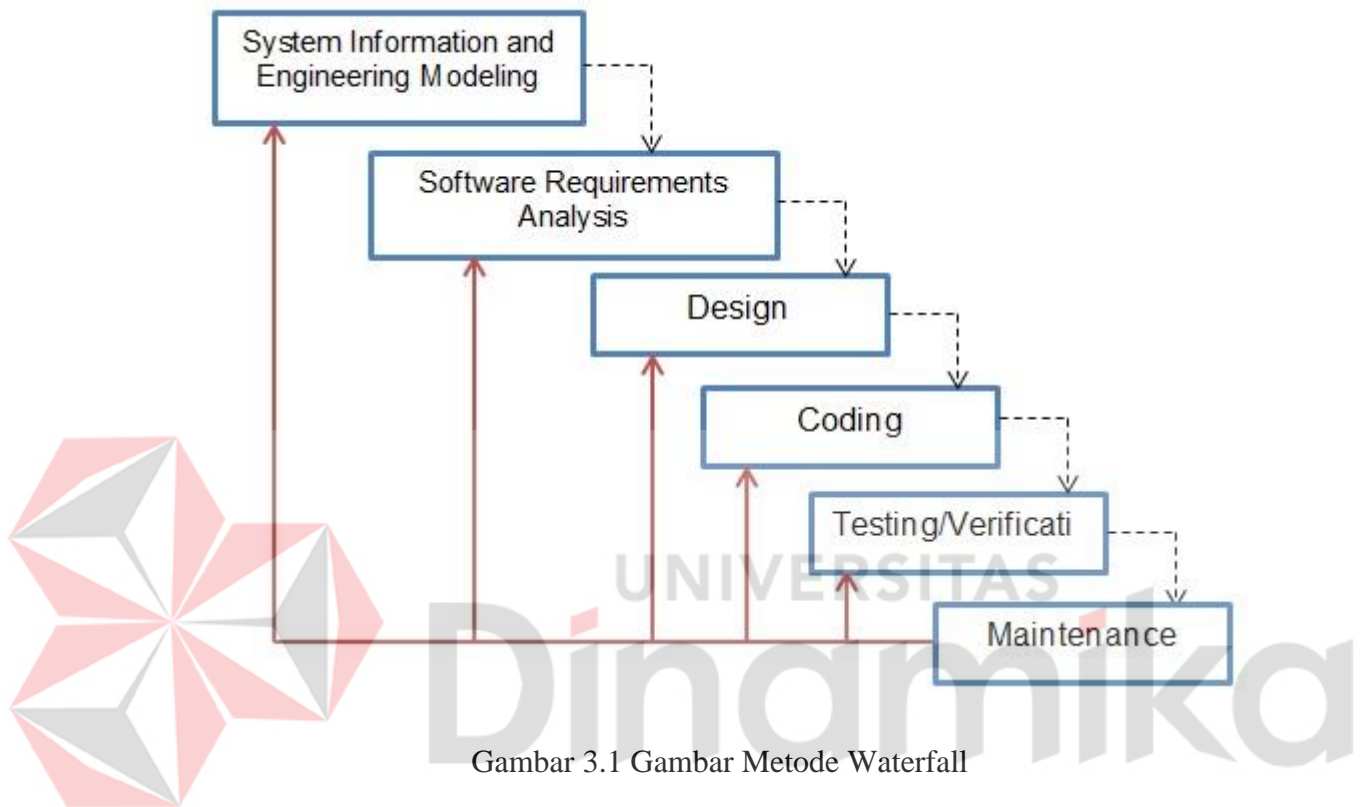 System Information and
Engineering Modeling
Software Requirements
Analysis
Design
Coding
Testing/Verificati
UNIVERSITAS
Dinamika
Maintenance
Gambar 3.1 Gambar Metode Waterfall